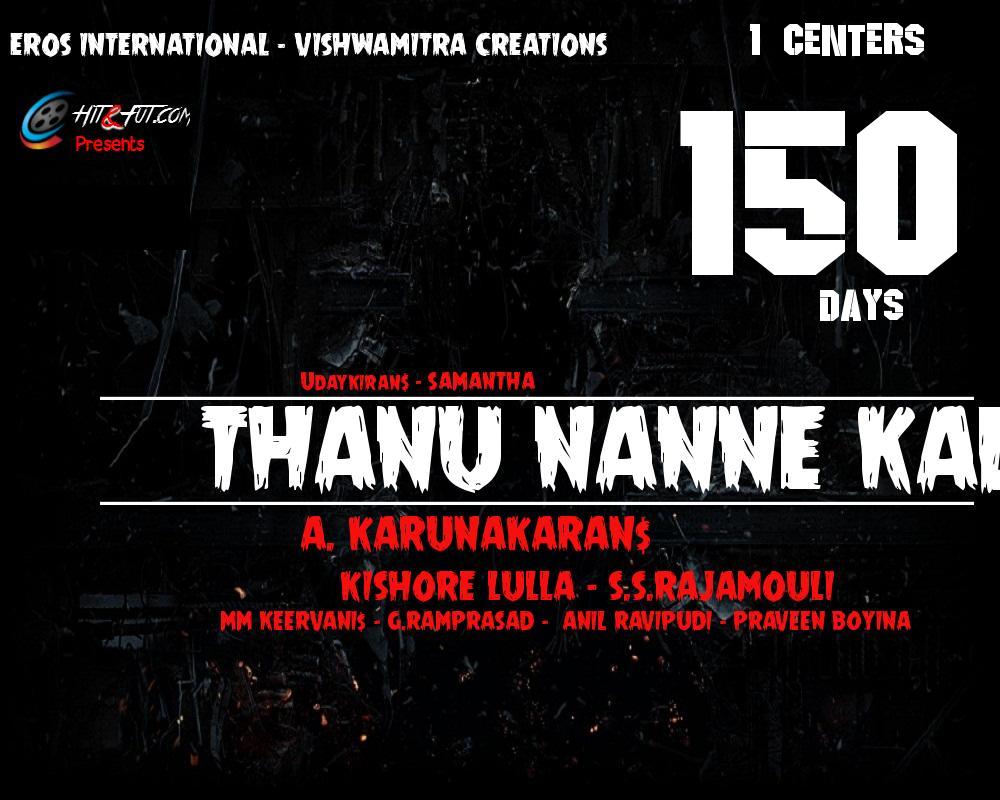 EROS INTERNATIONAL - VISHWAMITRA CREATIONS
1 CENTERS
HIT&FUT.COM
Presents
150
DAYS
UDAYKIRAN$ - SAMANTHA
THANU NANNE
A. KARUNAKARAN$
KISHORE LULLA - S.S.RAJAMOULI
MM KEERVANI$ - G.RAMPRASAD - ANIL RAVIPUDI - PRAVEEN BOYINA